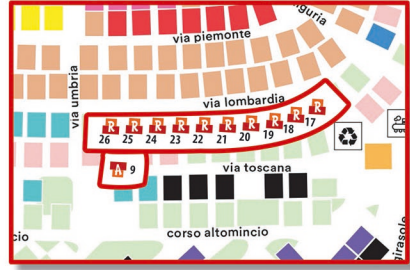 liguria
via piemonte
via umbria
via lombardia
R R R R R R R R R R
26 25 24 23 22 21 20 19 18 17
A 9
via toscana
corso altomincio
cio
girasole